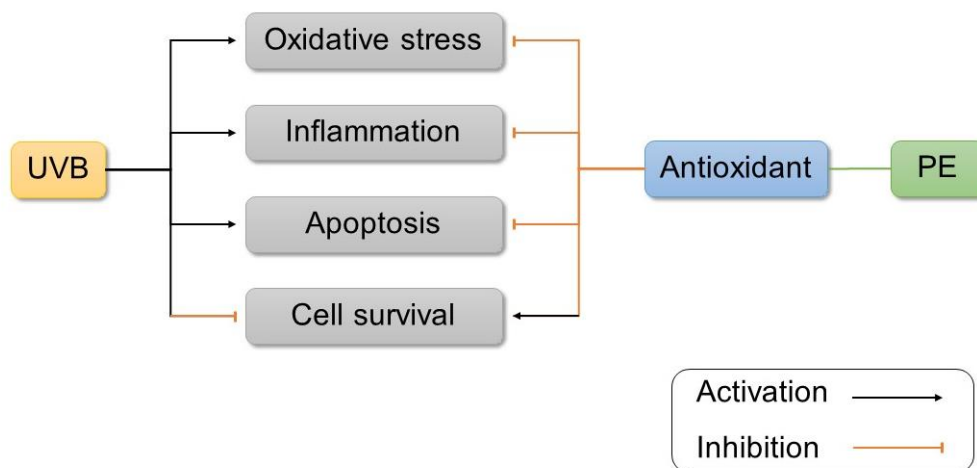 Oxidative stress
Inflammation
UVB
Antioxidant
PE
Apoptosis
Cell survival
Activation
Inhibition